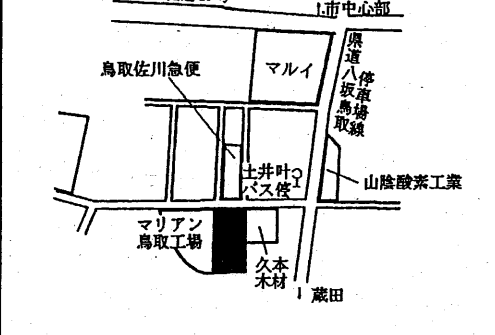 ↑市中心部
マルイ
県道八坂鳥取
停車場線
鳥取佐川急便
土井叶
バス停
山陰酸素工業
マリアン
鳥取工場
久本
木材
↓蔵田